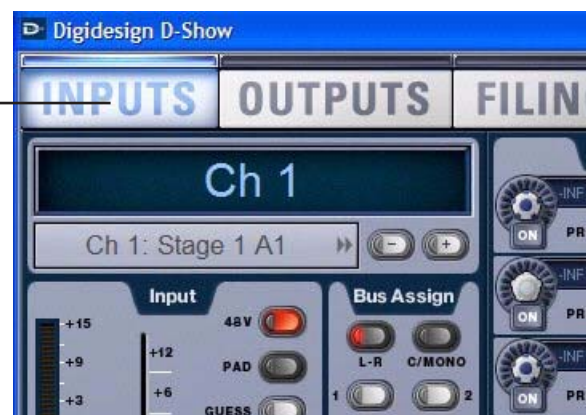 Digidesign D-Show
INPUTS OUTPUTS FILIN
Ch 1
Ch 1: Stage 1 A1
Input Bus Assign
+15 48V
+9 +12 PAD L-R C/MONO
+3 +6 GUESS 1 2
-INF
ON PR
-INF
ON PR
-INF
ON PR